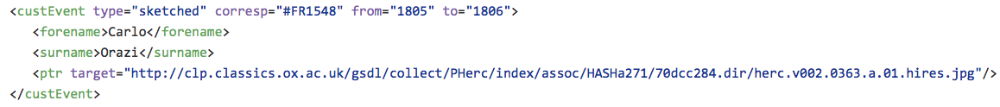 <custEvent type="sketched" corresp="#FR1548" from="1805" to="1806">
<forename>Carlo</forename>
<surname>Orazi</surname>
<ptr target="http://clp.classics.ox.ac.uk/gsdl/collect/PHerc/index/assoc/HASHa271/70dcc284.dir/herc.v002.0363.a.01.hires.jpg"/>
</custEvent>